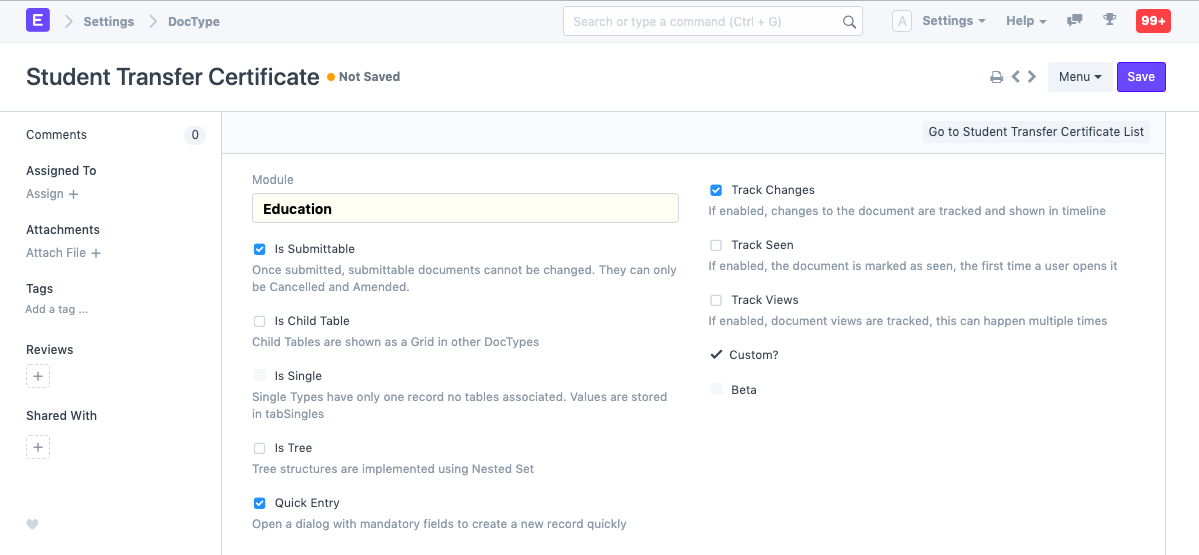 E
Settings
DocType
Search or type a command (Ctrl + G)
A
Settings
Help
99+
Student Transfer Certificate
Not Saved
Menu
Save
Comments
0
Assigned To
Assign +
Attachments
Attach File +
Tags
Add a tag ...
Reviews
+
Shared With
+
Go to Student Transfer Certificate List
Module
Education
Is Submittable
Once submitted, submittable documents cannot be changed. They can only
be Cancelled and Amended.
Is Child Table
Child Tables are shown as a Grid in other DocTypes
Is Single
Single Types have only one record no tables associated. Values are stored
in tabSingles
Is Tree
Tree structures are implemented using Nested Set
Quick Entry
Open a dialog with mandatory fields to create a new record quickly
Track Changes
If enabled, changes to the document are tracked and shown in timeline
Track Seen
If enabled, the document is marked as seen, the first time a user opens it
Track Views
If enabled, document views are tracked, this can happen multiple times
Custom?
Beta